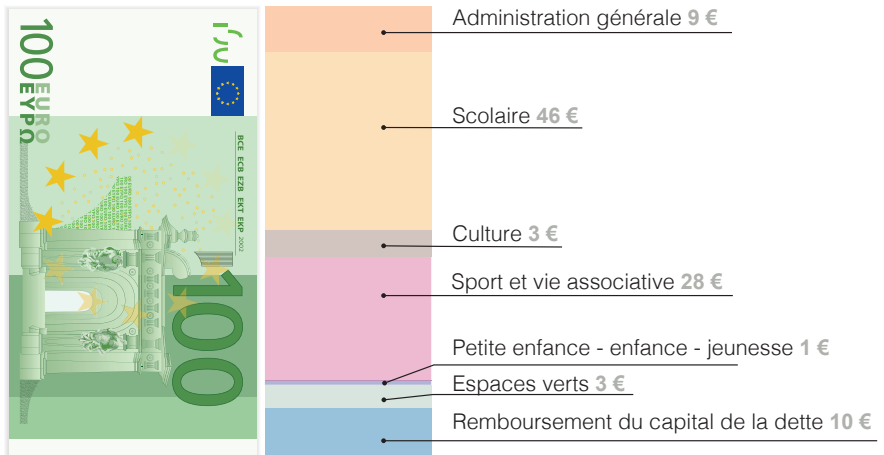 100 EURO
ΕΥΡΩ
BCE ECB EZB EKT EKP 2002
100
Administration générale 9 €
Scolaire 46 €
Culture 3 €
Sport et vie associative 28 €
Petite enfance - enfance - jeunesse 1 €
Espaces verts 3 €
Remboursement du capital de la dette 10 €